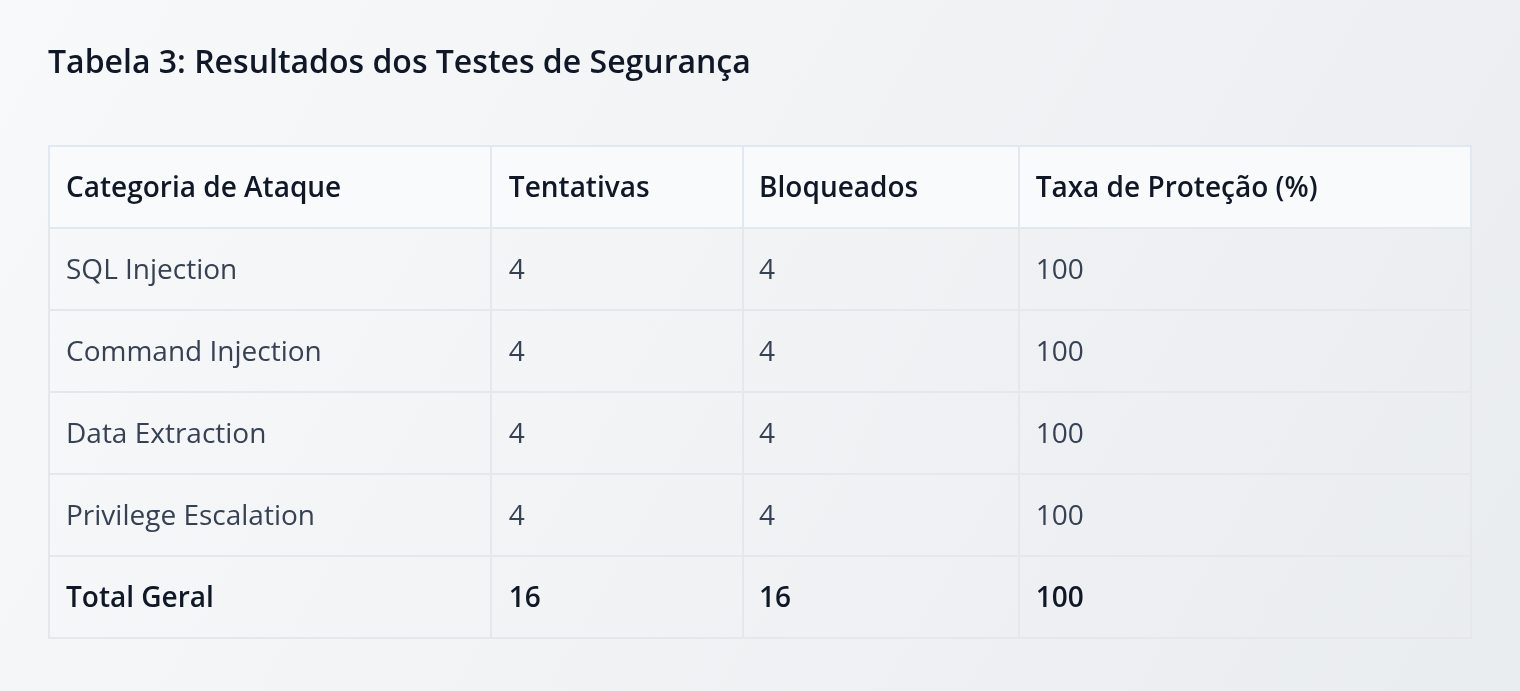 Tabela 3: Resultados dos Testes de Segurança
Categoria de Ataque Tentativas Bloqueados Taxa de Proteção (%)
SQL Injection 4 4 100
Command Injection 4 4 100
Data Extraction 4 4 100
Privilege Escalation 4 4 100
Total Geral 16 16 100